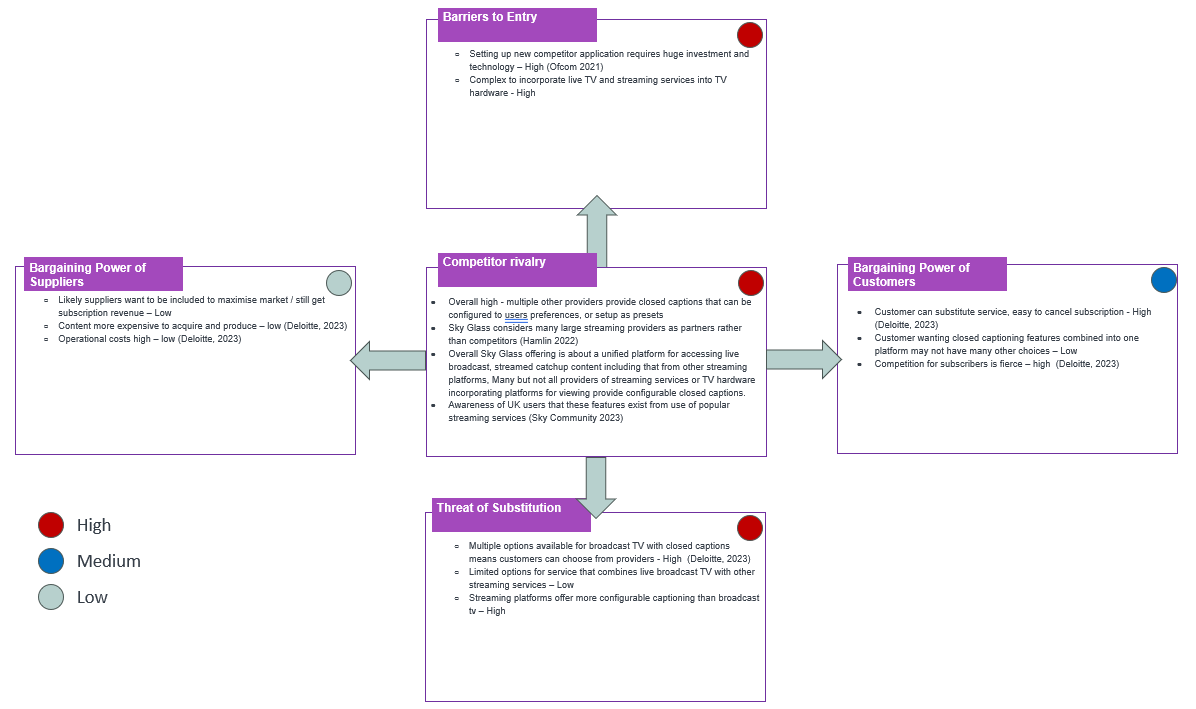 Barriers to Entry
Setting up new competitor application requires huge investment and
technology – High (Ofcom 2021)
Complex to incorporate live TV and streaming services into TV
hardware - High
Bargaining Power of
Suppliers
Likely suppliers want to be included to maximise market / still get
subscription revenue – Low
Content more expensive to acquire and produce – low (Deloitte, 2023)
Operational costs high – low (Deloitte, 2023)
Competitor rivalry
Overall high - multiple other providers provide closed captions that can be
configured to users preferences, or setup as presets
Sky Glass considers many large streaming providers as partners rather
than competitors (Hamlin 2022)
Overall Sky Glass offering is about a unified platform for accessing live
broadcast, streamed catchup content including that from other streaming
platforms, Many but not all providers of streaming services or TV hardware
incorporating platforms for viewing provide configurable closed captions.
Awareness of UK users that these features exist from use of popular
streaming services (Sky Community 2023)
Bargaining Power of
Customers
Customer can substitute service, easy to cancel subscription - High
(Deloitte, 2023)
Customer wanting closed captioning features combined into one
platform may not have many other choices – Low
Competition for subscribers is fierce – high (Deloitte, 2023)
Threat of Substitution
Multiple options available for broadcast TV with closed captions
means customers can choose from providers - High (Deloitte, 2023)
Limited options for service that combines live broadcast TV with other
streaming services – Low
Streaming platforms offer more configurable captioning than broadcast
tv – High
High
Medium
Low